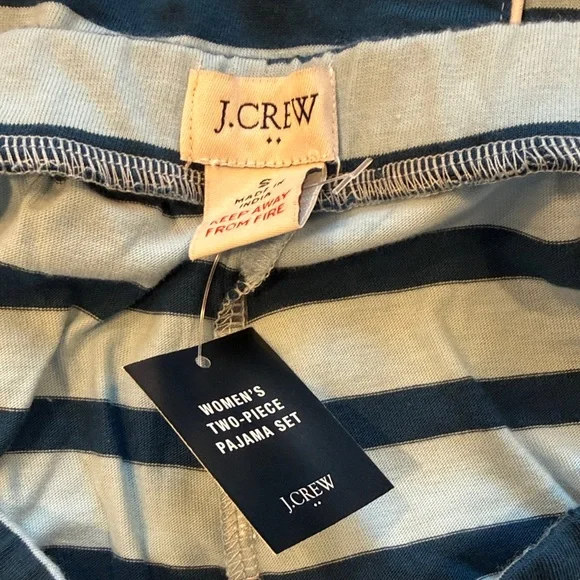 J.CREW
S
MADE IN
INDIA
KEEP AWAY
FROM FIRE
WOMEN'S
TWO-PIECE
PAJAMA SET
J.CREW